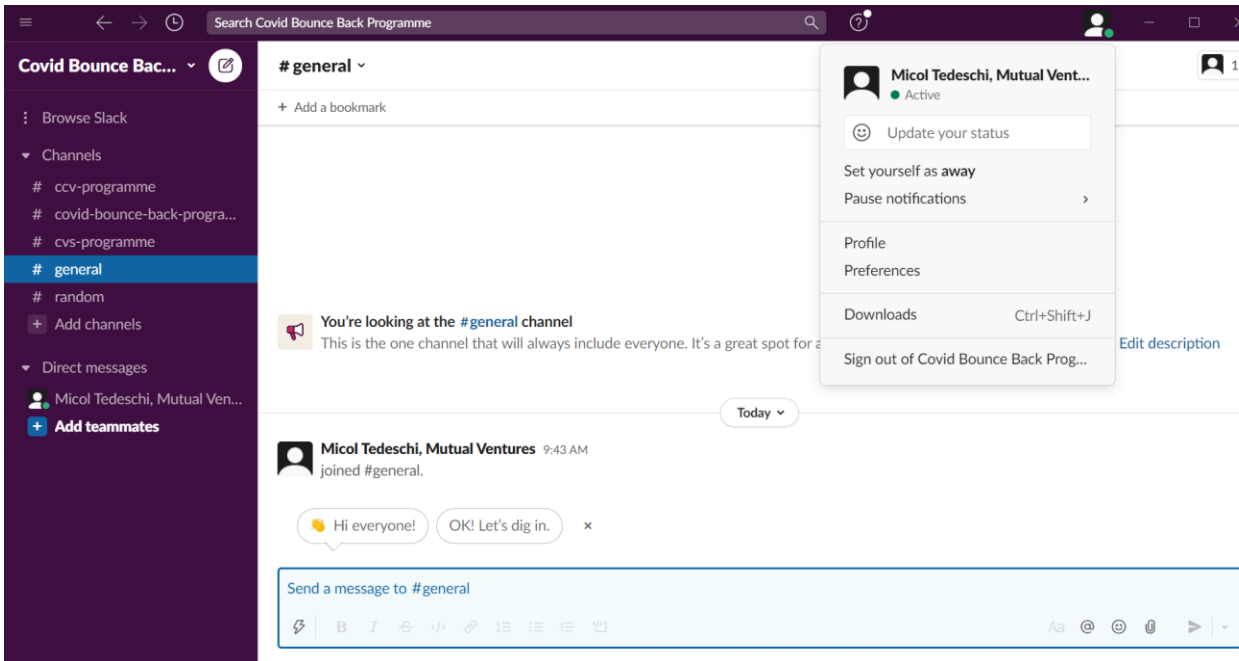 Search Covid Bounce Back Programme
Covid Bounce Bac...
Browse Slack
Channels
# ccv-programme
# covid-bounce-back-progra...
# cvs-programme
# general
# random
+ Add channels
Direct messages
Micol Tedeschi, Mutual Ven...
+ Add teammates
# general
1
+ Add a bookmark
You're looking at the #general channel
This is the one channel that will always include everyone. It's a great spot for a
Edit description
Today
Micol Tedeschi, Mutual Ventures 9:43 AM
joined #general.
👋 Hi everyone!
OK! Let's dig in.
Send a message to #general
B I S </>
Aa @
Micol Tedeschi, Mutual Vent...
Active
Update your status
Set yourself as away
Pause notifications
Profile
Preferences
Downloads Ctrl+Shift+J
Sign out of Covid Bounce Back Prog...